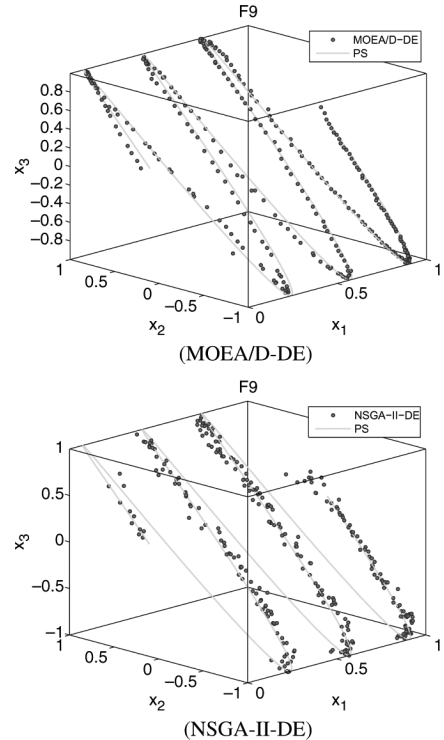 F9
MOEA/D-DE
PS
0.8
0.6
0.4
0.2
0
−0.2
−0.4
−0.6
−0.8
x3
1
0.5
0
−0.5
−1
x2
0
0.5
1
x1
(MOEA/D-DE)
F9
NSGA-II-DE
PS
1
0.5
0
−0.5
−1
x3
1
0.5
0
−0.5
−1
x2
0
0.5
1
x1
(NSGA-II-DE)